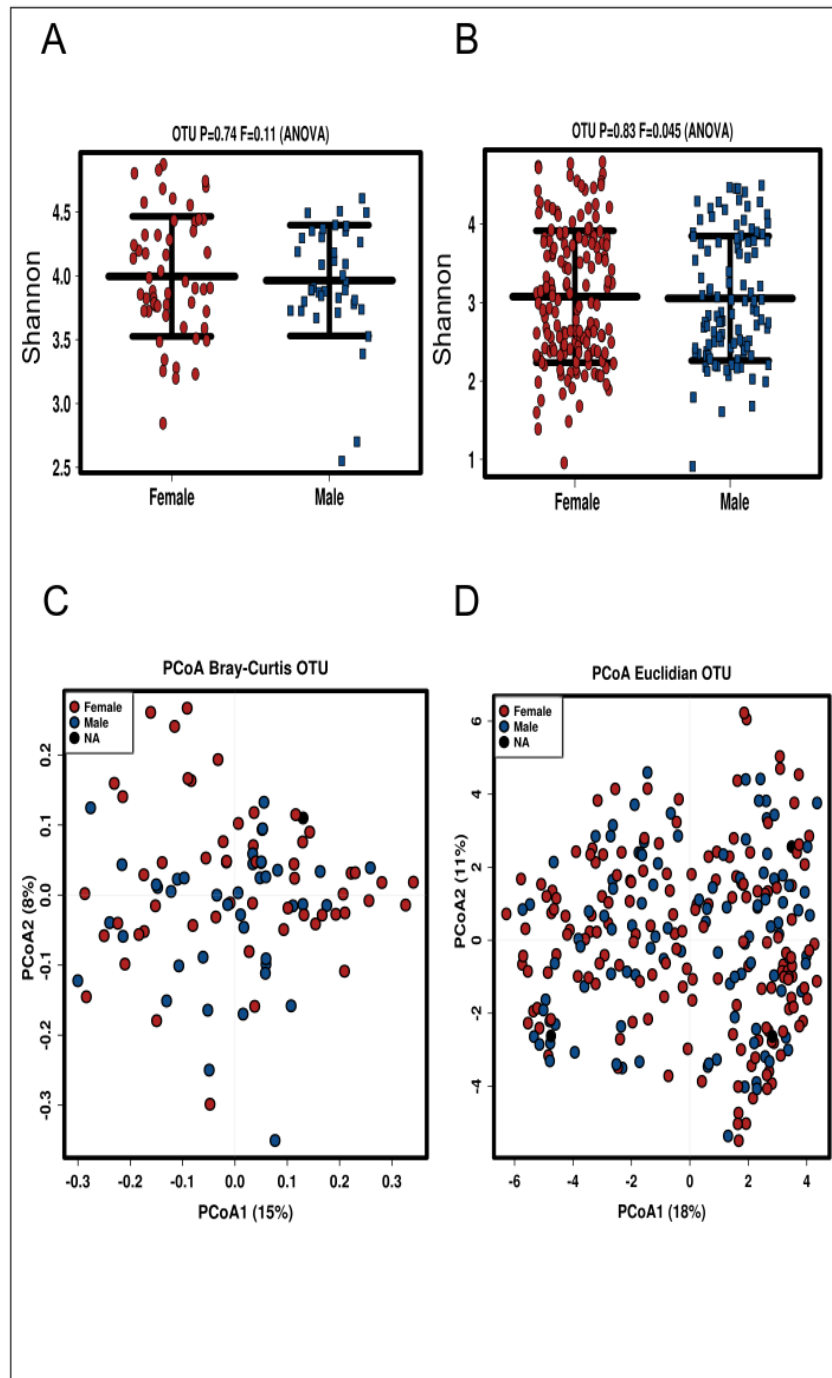 A
B
OTU P=0.74 F=0.11 (ANOVA)
OTU P=0.83 F=0.045 (ANOVA)
Shannon
4.5
4.0
3.5
3.0
2.5
Female
Male
Shannon
4
3
2
1
Female
Male
C
D
PCoA Bray-Curtis OTU
Female
Male
NA
PCoA2 (8%)
0.2
0.1
0.0
-0.1
-0.2
-0.3
-0.3 -0.2 -0.1 0.0 0.1 0.2 0.3
PCoA1 (15%)
PCoA Euclidian OTU
Female
Male
NA
PCoA2 (11%)
6
4
2
0
-2
-4
-6 -4 -2 0 2 4
PCoA1 (18%)